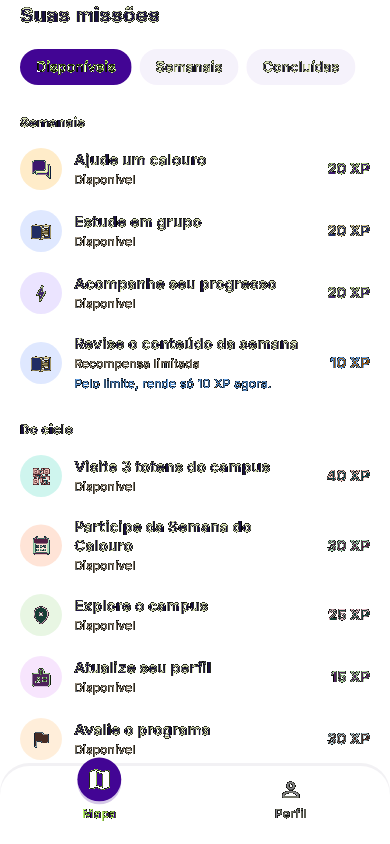 Suas missões
Disponíveis
Semanais
Concluídas
Semanais
Ajude um calouro
Disponível
20 XP
Estude em grupo
Disponível
20 XP
Acompanhe seu progresso
Disponível
20 XP
Revise o conteúdo da semana
Recompensa limitada
Pelo limite, rende só 10 XP agora.
10 XP
Do ciclo
Visite 3 totens do campus
Disponível
40 XP
Participe da Semana do
Calouro
Disponível
30 XP
Explore o campus
Disponível
25 XP
Atualize seu perfil
Disponível
15 XP
Avalie o programa
Disponível
30 XP
Mapa
Perfil